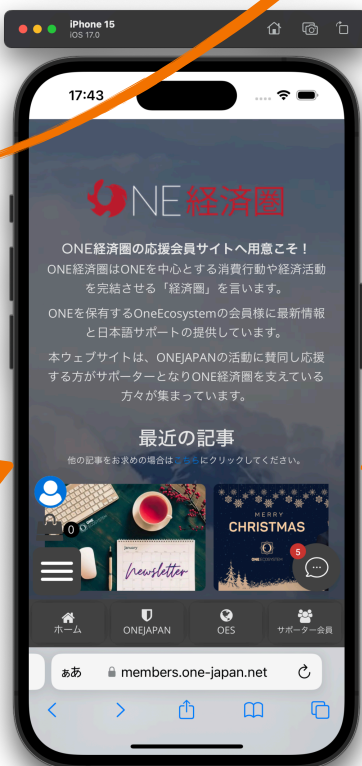 iPhone 15
iOS 17.0
17:43
ONE経済圏
ONE経済圏の応援会員サイトへ用意こそ！
ONE経済圏はONEを中心とする消費行動や経済活動
を完結させる「経済圏」を言います。
ONEを保有するOneEcosystemの会員様に最新情報
と日本語サポートの提供しています。
本ウェブサイトは、ONEJAPANの活動に賛同し応援
する方がサポーターとなりONE経済圏を支えている
方々が集まっています。
最近の記事
他の記事をお求めの場合はこちらにクリックしてください。
0
January
Newsletter
MERRY
CHRISTMAS
ONEECOSYSTEM
5
ホーム
ONEJAPAN
OES
サポーター会員
ぁあ
members.one-japan.net